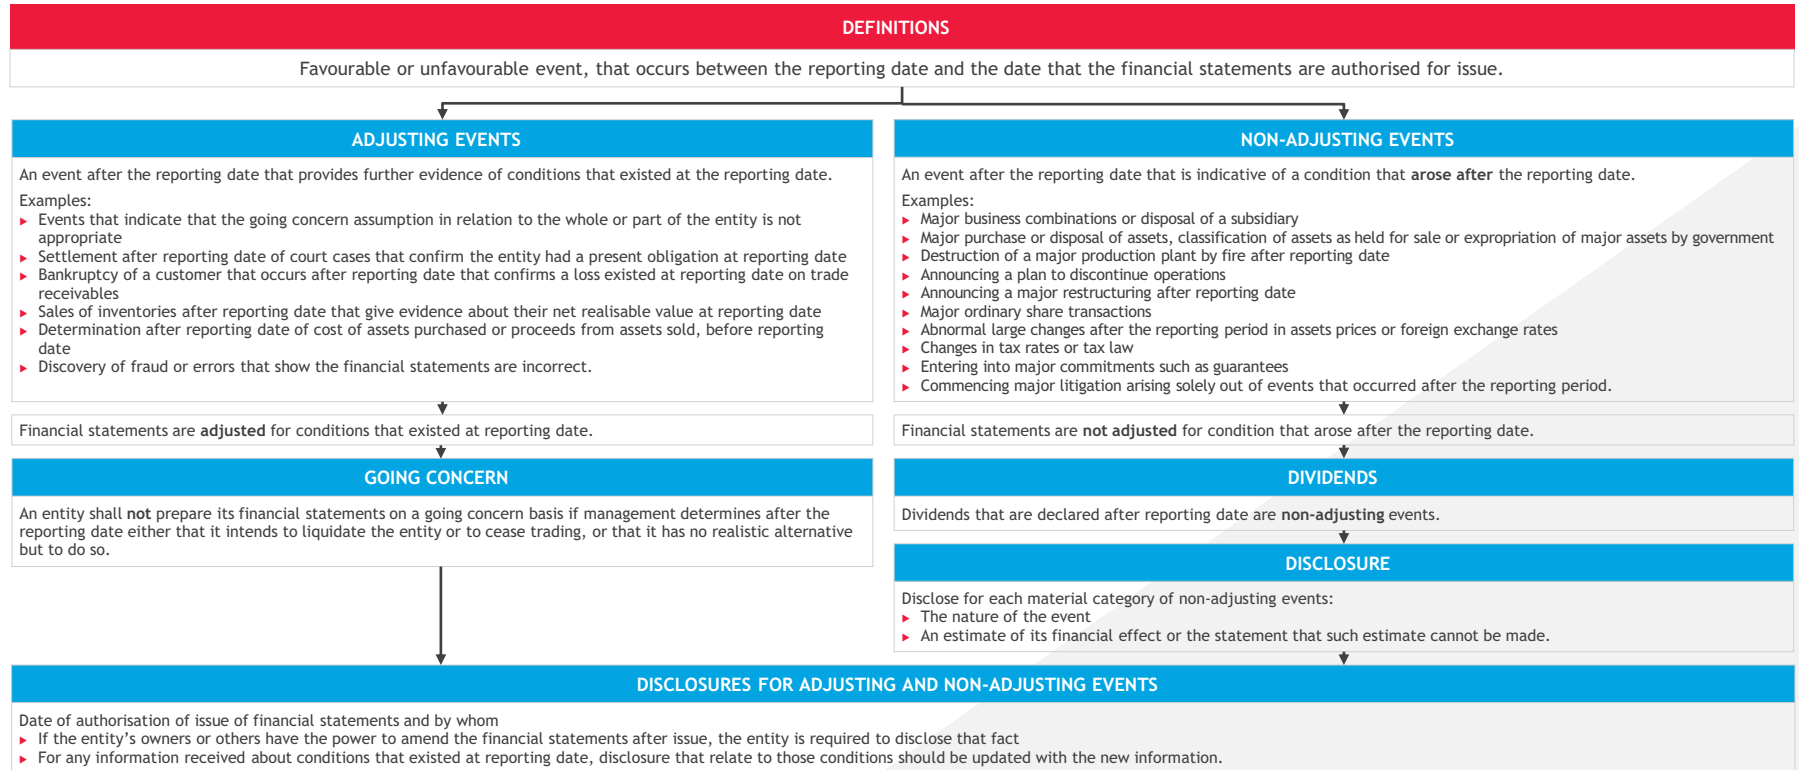 DEFINITIONS
Favourable or unfavourable event, that occurs between the reporting date and the date that the financial statements are authorised for issue.
ADJUSTING EVENTS
An event after the reporting date that provides further evidence of conditions that existed at the reporting date.
Examples:
► Events that indicate that the going concern assumption in relation to the whole or part of the entity is not
appropriate
► Settlement after reporting date of court cases that confirm the entity had a present obligation at reporting date
► Bankruptcy of a customer that occurs after reporting date that confirms a loss existed at reporting date on trade
receivables
► Sales of inventories after reporting date that give evidence about their net realisable value at reporting date
► Determination after reporting date of cost of assets purchased or proceeds from assets sold, before reporting
date
► Discovery of fraud or errors that show the financial statements are incorrect.
Financial statements are adjusted for conditions that existed at reporting date.
GOING CONCERN
An entity shall not prepare its financial statements on a going concern basis if management determines after the
reporting date either that it intends to liquidate the entity or to cease trading, or that it has no realistic alternative
but to do so.
NON-ADJUSTING EVENTS
An event after the reporting date that is indicative of a condition that arose after the reporting date.
Examples:
► Major business combinations or disposal of a subsidiary
► Major purchase or disposal of assets, classification of assets as held for sale or expropriation of major assets by government
► Destruction of a major production plant by fire after reporting date
► Announcing a plan to discontinue operations
► Announcing a major restructuring after reporting date
► Major ordinary share transactions
► Abnormal large changes after the reporting period in assets prices or foreign exchange rates
► Changes in tax rates or tax law
► Entering into major commitments such as guarantees
► Commencing major litigation arising solely out of events that occurred after the reporting period.
Financial statements are not adjusted for condition that arose after the reporting date.
DIVIDENDS
Dividends that are declared after reporting date are non-adjusting events.
DISCLOSURE
Disclose for each material category of non-adjusting events:
► The nature of the event
► An estimate of its financial effect or the statement that such estimate cannot be made.
DISCLOSURES FOR ADJUSTING AND NON-ADJUSTING EVENTS
Date of authorisation of issue of financial statements and by whom
► If the entity’s owners or others have the power to amend the financial statements after issue, the entity is required to disclose that fact
► For any information received about conditions that existed at reporting date, disclosure that relate to those conditions should be updated with the new information.